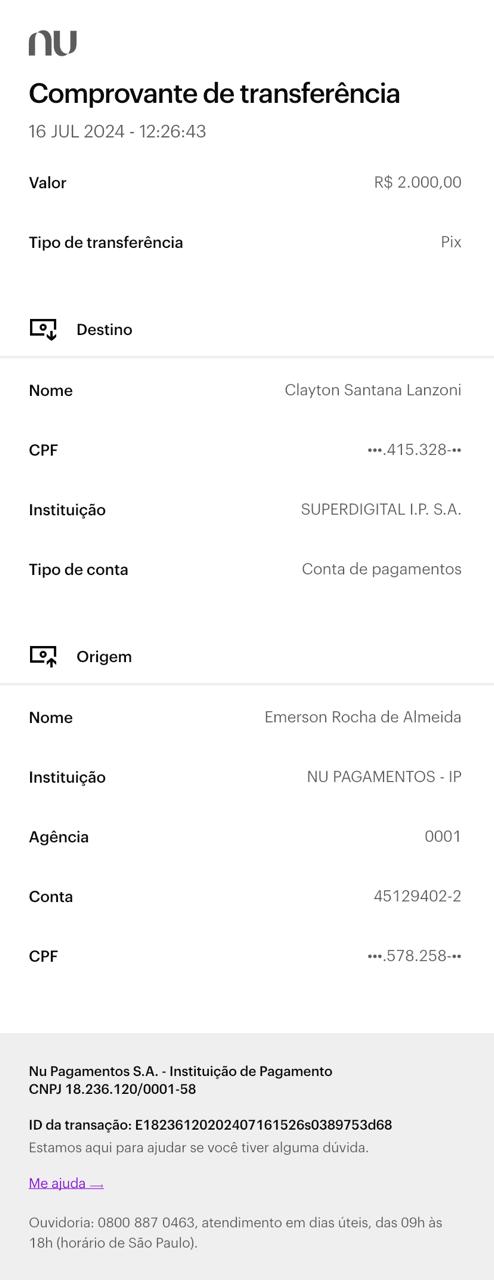 nu
Comprovante de transferência
16 JUL 2024 - 12:26:43
Valor R$ 2.000,00
Tipo de transferência Pix
Destino
Nome Clayton Santana Lanzoni
CPF •••.415.328-••
Instituição SUPERDIGITAL I.P. S.A.
Tipo de conta Conta de pagamentos
Origem
Nome Emerson Rocha de Almeida
Instituição NU PAGAMENTOS - IP
Agência 0001
Conta 45129402-2
CPF •••.578.258-••
Nu Pagamentos S.A. - Instituição de Pagamento
CNPJ 18.236.120/0001-58
ID da transação: E18236120202407161526s0389753d68
Estamos aqui para ajudar se você tiver alguma dúvida.
Me ajuda →
Ouvidoria: 0800 887 0463, atendimento em dias úteis, das 09h às
18h (horário de São Paulo).